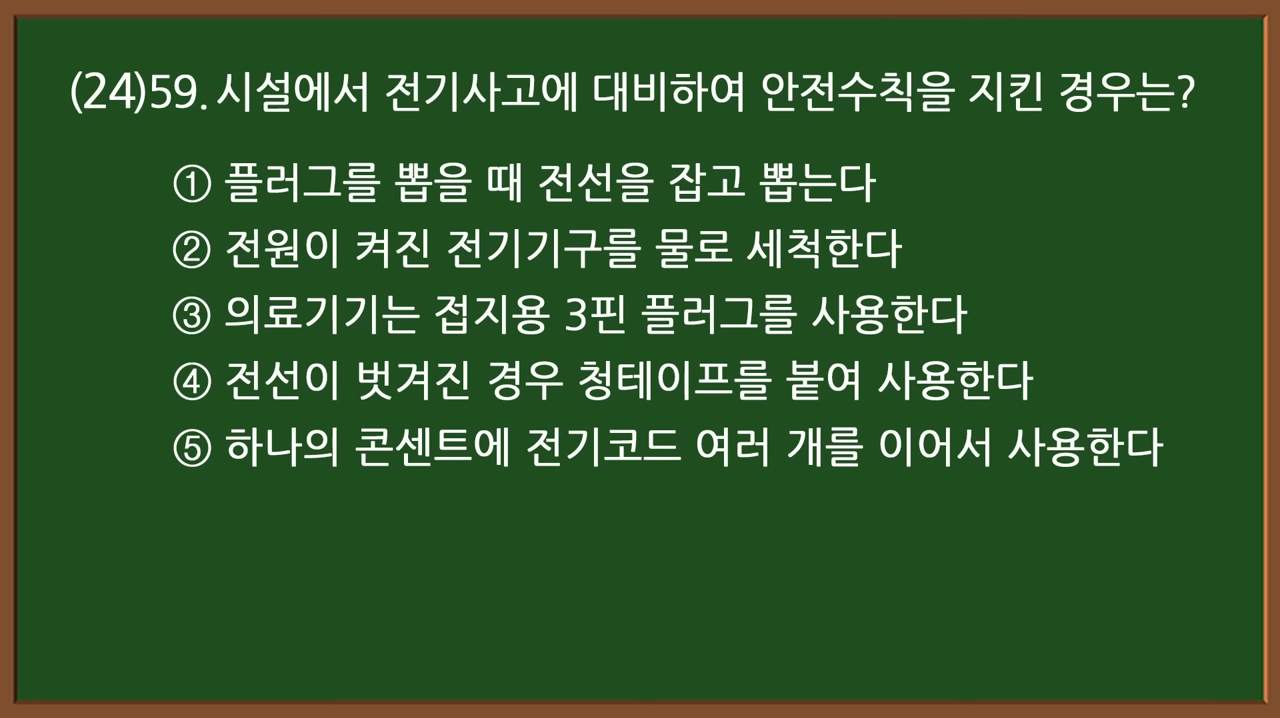 (24)59. 시설에서 전기사고에 대비하여 안전수칙을 지킨 경우는?
① 플러그를 뽑을 때 전선을 잡고 뽑는다
② 전원이 켜진 전기기구를 물로 세척한다
③ 의료기기는 접지용 3핀 플러그를 사용한다
④ 전선이 벗겨진 경우 청테이프를 붙여 사용한다
⑤ 하나의 콘센트에 전기코드 여러 개를 이어서 사용한다